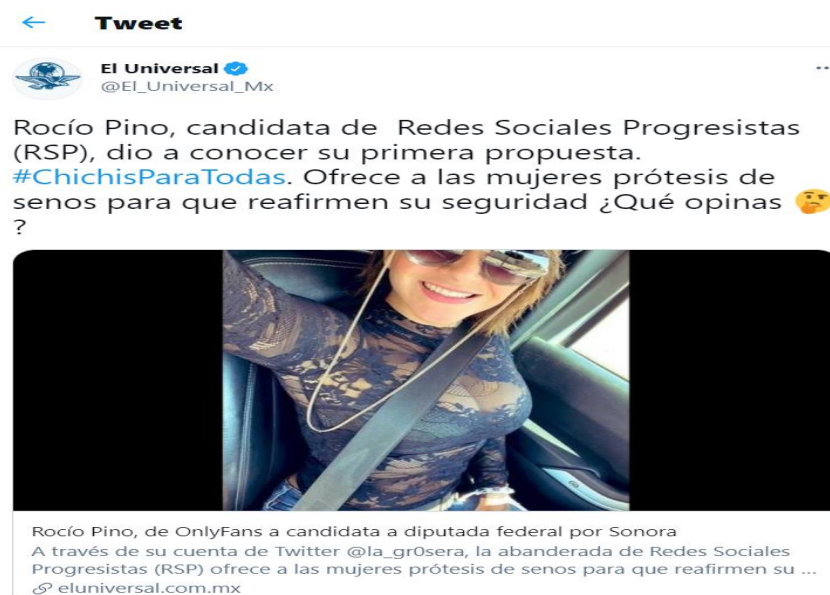 Tweet
El Universal
@El_Universal_Mx
Rocío Pino, candidata de Redes Sociales Progresistas
(RSP), dio a conocer su primera propuesta.
#ChichisParaTodas. Ofrece a las mujeres prótesis de
senos para que reafirmen su seguridad ¿Qué opinas 🤔
?
Rocío Pino, de OnlyFans a candidata a diputada federal por Sonora
A través de su cuenta de Twitter @la_gr0sera, la abanderada de Redes Sociales
Progresistas (RSP) ofrece a las mujeres prótesis de senos para que reafirmen su ...
eluniversal.com.mx